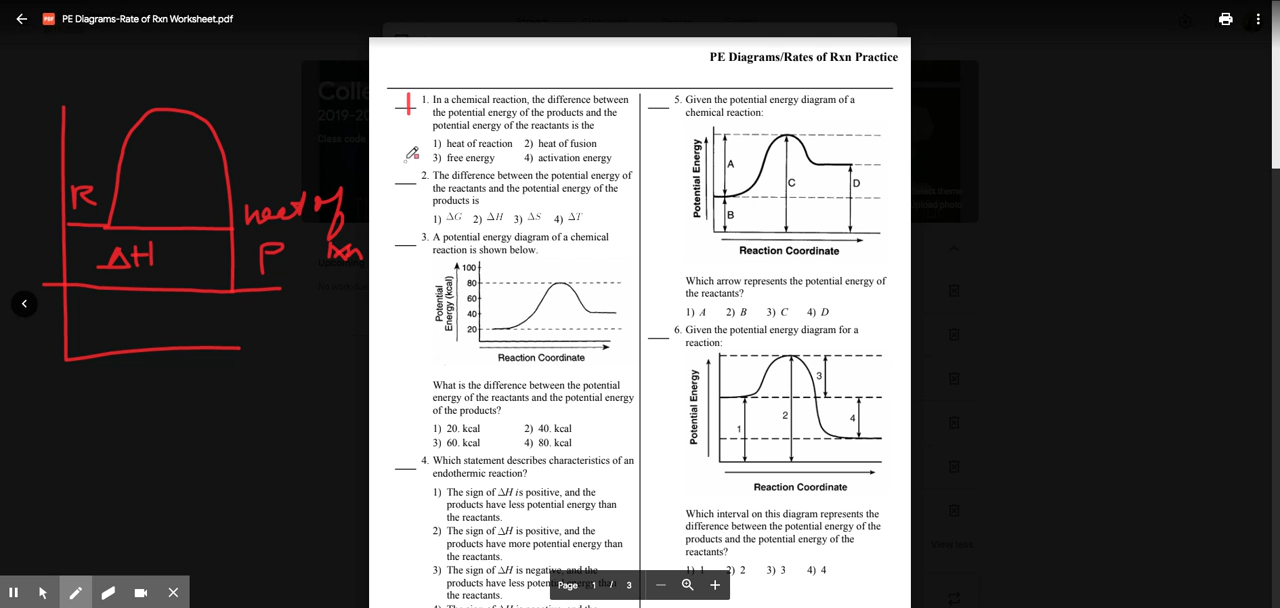 PE Diagrams-Rate of Rxn Worksheet.pdf
PE Diagrams/Rates of Rxn Practice
R
ΔH
heat of
P rxn
1
1. In a chemical reaction, the difference between
the potential energy of the products and the
potential energy of the reactants is the
1) heat of reaction 2) heat of fusion
3) free energy 4) activation energy
2. The difference between the potential energy of
the reactants and the potential energy of the
products is
1) ΔG 2) ΔH 3) ΔS 4) ΔT
3. A potential energy diagram of a chemical
reaction is shown below.
Potential
Energy (kcal)
100
80
60
40
20
Reaction Coordinate
What is the difference between the potential
energy of the reactants and the potential energy
of the products?
1) 20. kcal 2) 40. kcal
3) 60. kcal 4) 80. kcal
4. Which statement describes characteristics of an
endothermic reaction?
1) The sign of ΔH is positive, and the
products have less potential energy than
the reactants.
2) The sign of ΔH is positive, and the
products have more potential energy than
the reactants.
3) The sign of ΔH is negative, and the
products have less potential energy than
the reactants.
5. Given the potential energy diagram of a
chemical reaction:
Potential Energy
A
B
C
D
Reaction Coordinate
Which arrow represents the potential energy of
the reactants?
1) A 2) B 3) C 4) D
6. Given the potential energy diagram for a
reaction:
Potential Energy
1
2
3
4
Reaction Coordinate
Which interval on this diagram represents the
difference between the potential energy of the
products and the potential energy of the
reactants?
1) 1 2) 2 3) 3 4) 4
Page 1 / 3
View less